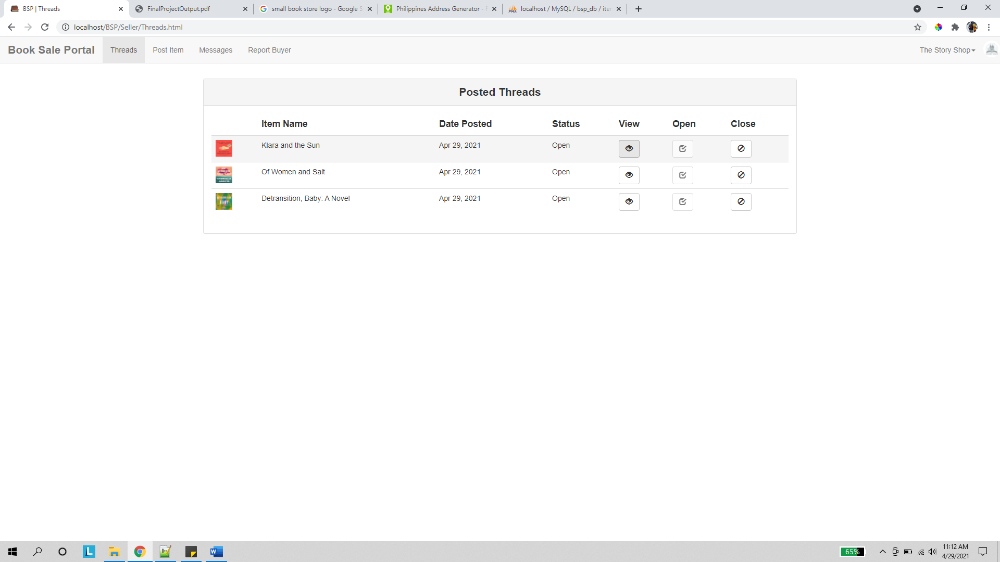 BSP | Threads
FinalProjectOutput.pdf
small book store logo - Google S
Philippines Address Generator -
localhost / MySQL / bsp_db / ite
localhost/BSP/Seller/Threads.html
Book Sale Portal
Threads
Post Item
Messages
Report Buyer
The Story Shop
Posted Threads
Item Name Date Posted Status View Open Close
Klara and the Sun Apr 29, 2021 Open
Of Women and Salt Apr 29, 2021 Open
Detransition, Baby: A Novel Apr 29, 2021 Open
65%
11:12 AM
4/29/2021